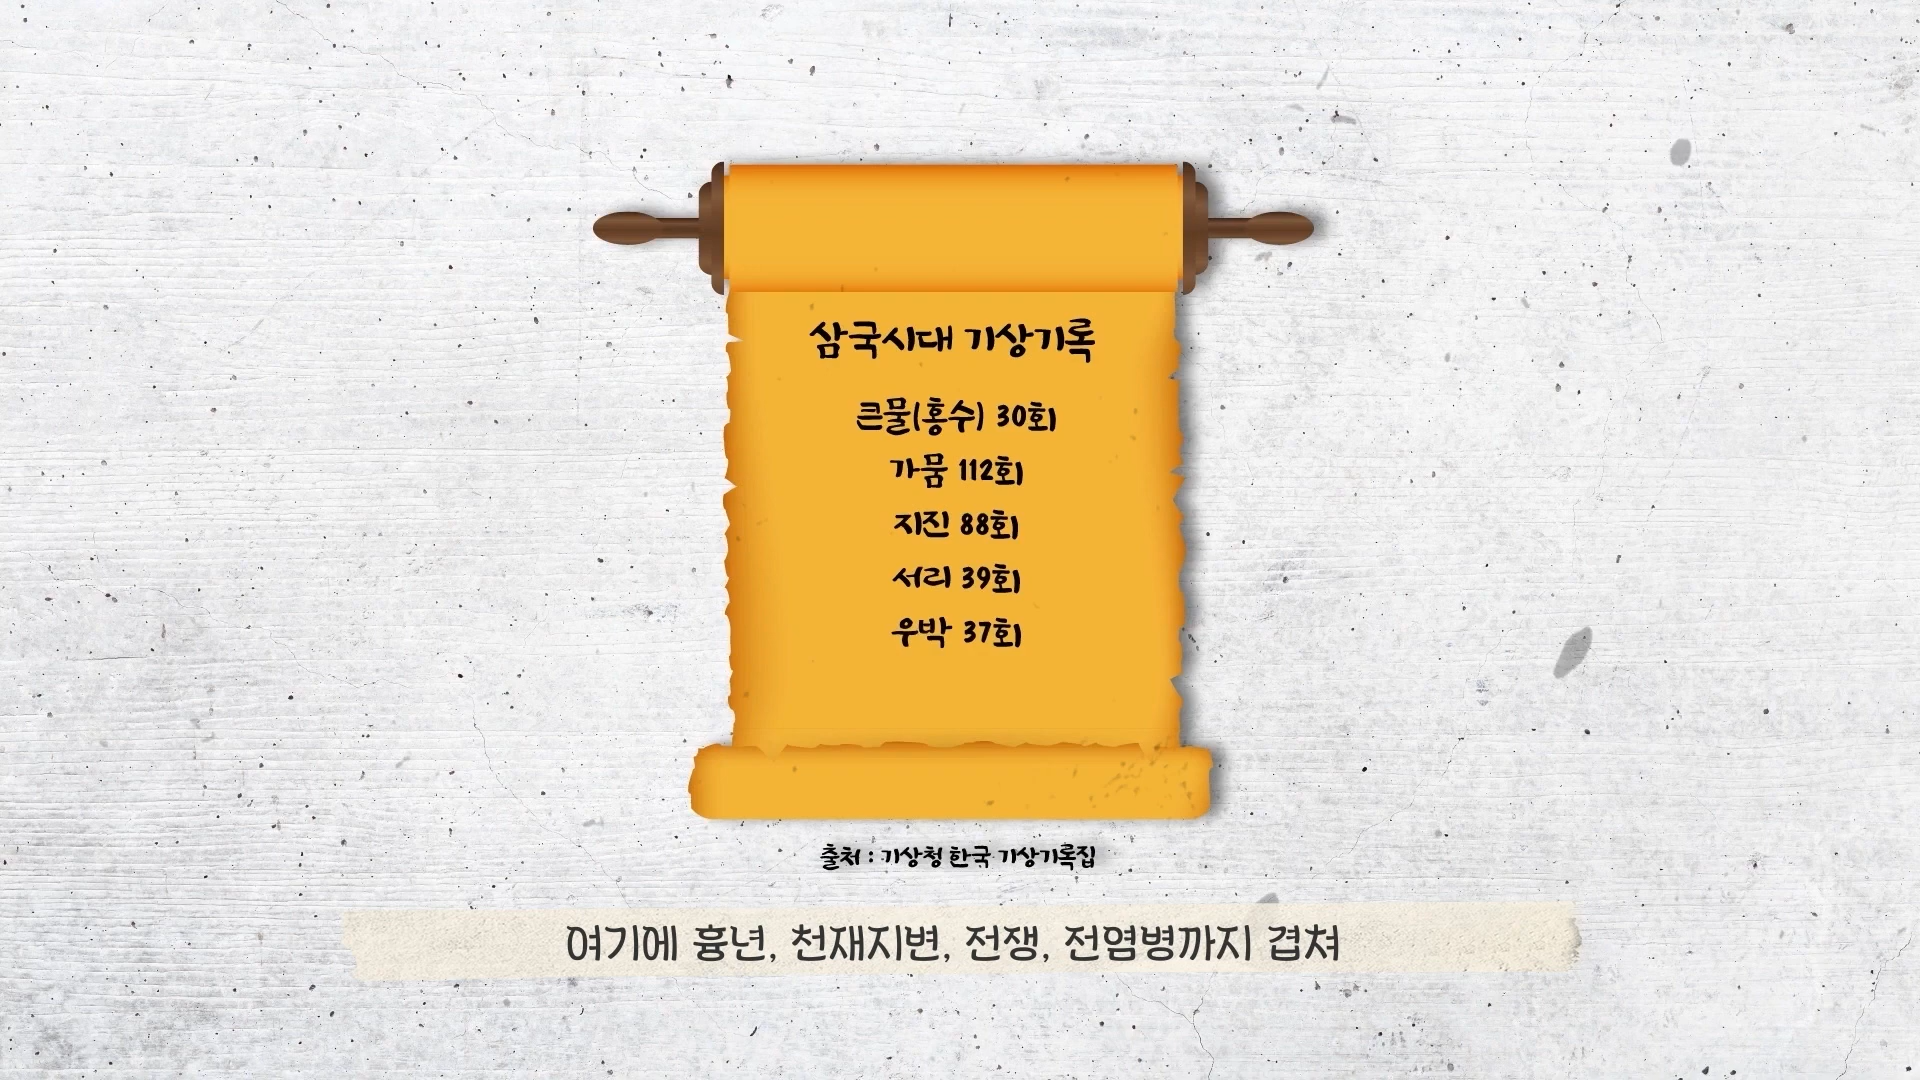 삼국시대 기상기록
큰물(홍수) 30회
가뭄 112회
지진 88회
서리 39회
우박 37회
출처 : 기상청 한국 기상기록집
여기에 흉년, 천재지변, 전쟁, 전염병까지 겹쳐